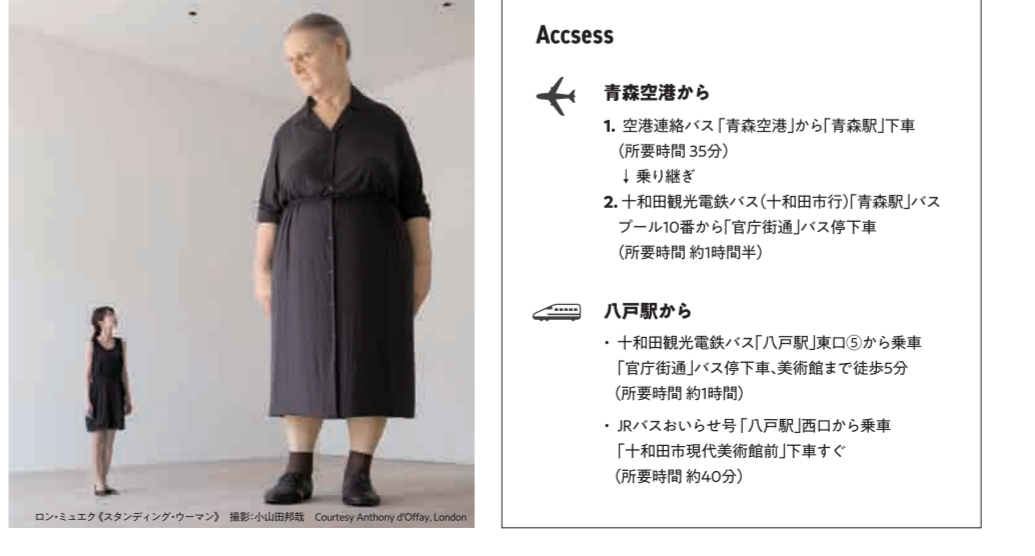 ロン・ミュエク《スタンディング・ウーマン》 撮影:小山田邦哉 Courtesy Anthony d'Offay, London
Accsess
青森空港から
1. 空港連絡バス「青森空港」から「青森駅」下車
(所要時間 35分)
↓ 乗り継ぎ
2. 十和田観光電鉄バス(十和田市行)「青森駅」バス
プール10番から「官庁街通」バス停下車
(所要時間 約1時間半)
八戸駅から
・ 十和田観光電鉄バス「八戸駅」東口⑤から乗車
「官庁街通」バス停下車、美術館まで徒歩5分
(所要時間 約1時間)
・ JRバスおいらせ号「八戸駅」西口から乗車
「十和田市現代美術館前」下車すぐ
(所要時間 約40分)